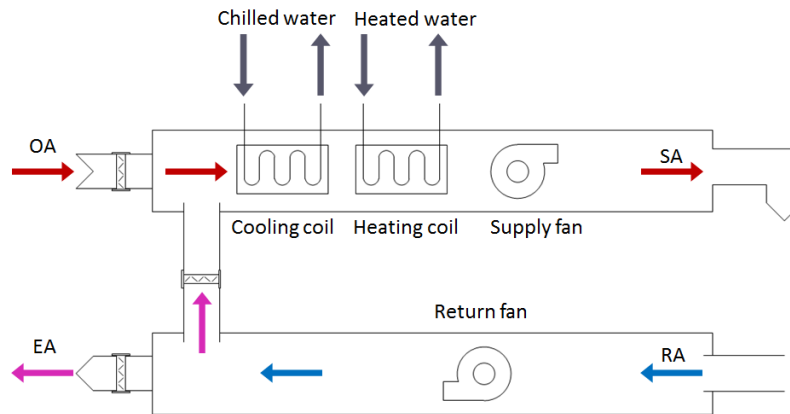 Chilled water
Heated water
OA
SA
Cooling coil
Heating coil
Supply fan
Return fan
EA
RA